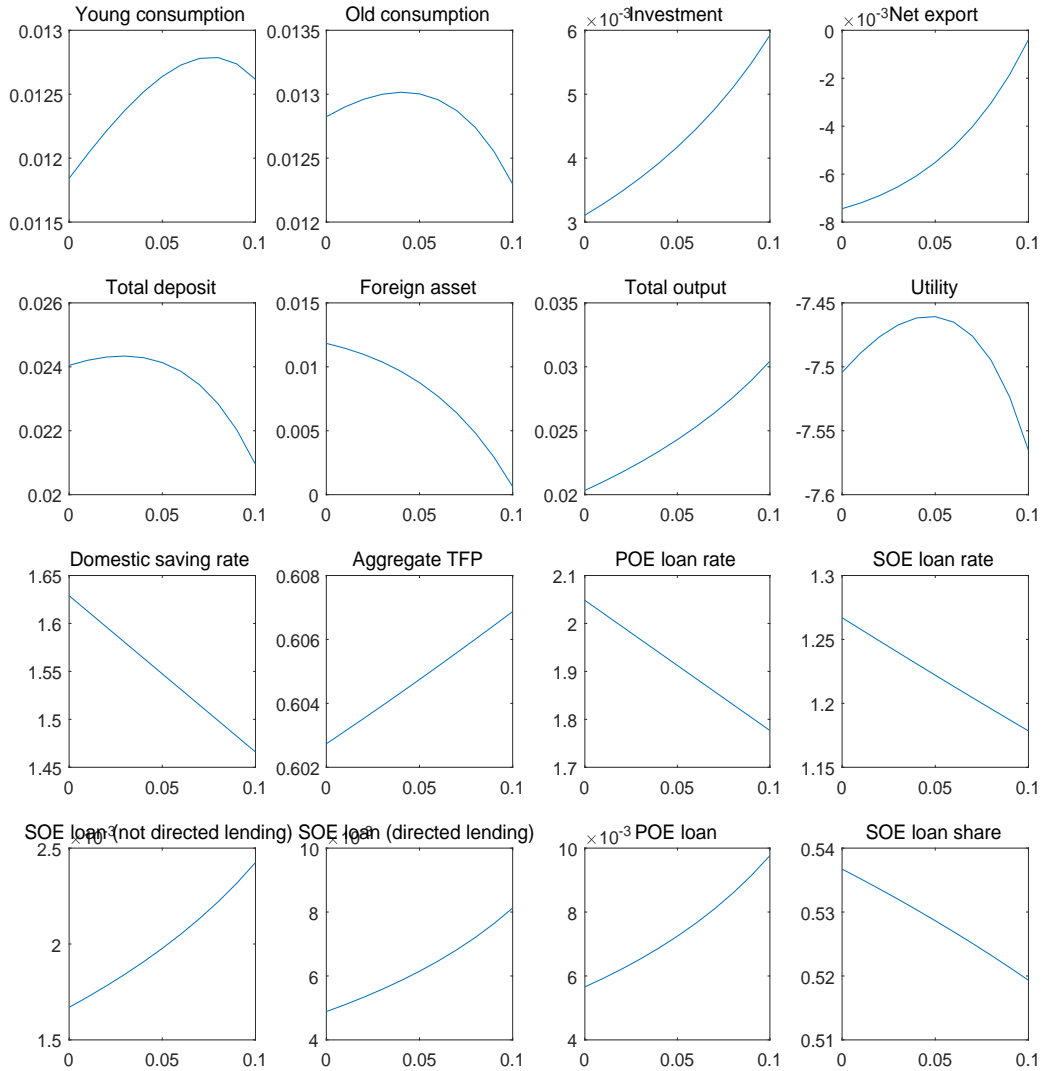 Young consumption Old consumption ×10⁻³ Investment ×10⁻³ Net export
0.013 0.0135 6 0
0.0125 0.013 5 -2
0.012 0.0125 4 -4
-6
0.0115 0.012 3 -8
0 0.05 0.1 0 0.05 0.1 0 0.05 0.1 0 0.05 0.1
Total deposit Foreign asset Total output Utility
0.026 0.015 0.035 -7.45
0.024 0.01 0.03 -7.5
0.022 0.005 0.025 -7.55
0.02 0 0.02 -7.6
0 0.05 0.1 0 0.05 0.1 0 0.05 0.1 0 0.05 0.1
Domestic saving rate Aggregate TFP POE loan rate SOE loan rate
1.65 0.608 2.1 1.3
1.6 0.606 2 1.25
1.55 1.9
1.5 0.604 1.8 1.2
1.45 0.602 1.7 1.15
0 0.05 0.1 0 0.05 0.1 0 0.05 0.1 0 0.05 0.1
SOE loan (not directed lending) SOE loan (directed lending) POE loan SOE loan share
×10⁻³ ×10⁻³ ×10⁻³
2.5 10 10 0.54
8 8 0.53
2 6 6 0.52
1.5 4 4 0.51
0 0.05 0.1 0 0.05 0.1 0 0.05 0.1 0 0.05 0.1